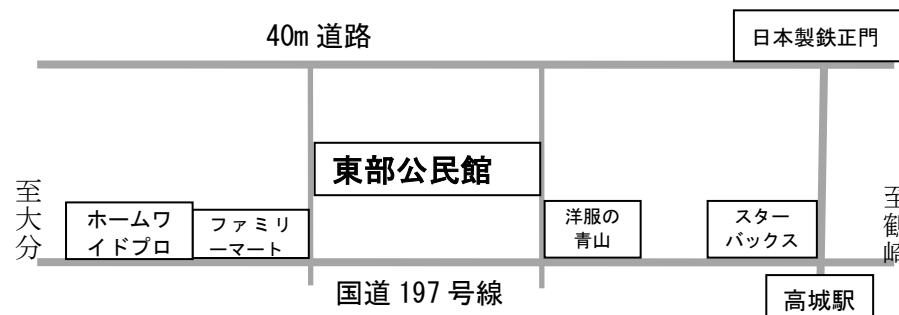 40m 道路
日本製鉄正門
東部公民館
至大分
ホームワ
イドプロ
ファミリ
ーマート
洋服の
青山
スター
バックス
至鶴崎
国道 197 号線
高城駅